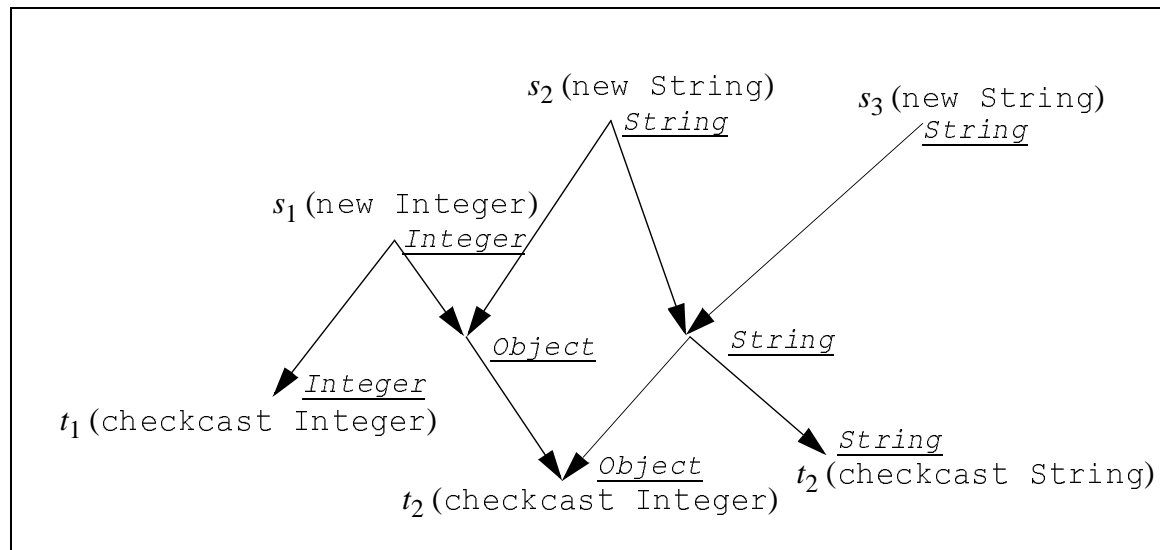 s2 (new String)
String
s3 (new String)
String
s1 (new Integer)
Integer
Object
String
Integer
t1 (checkcast Integer)
String
t2 (checkcast String)
Object
t2 (checkcast Integer)